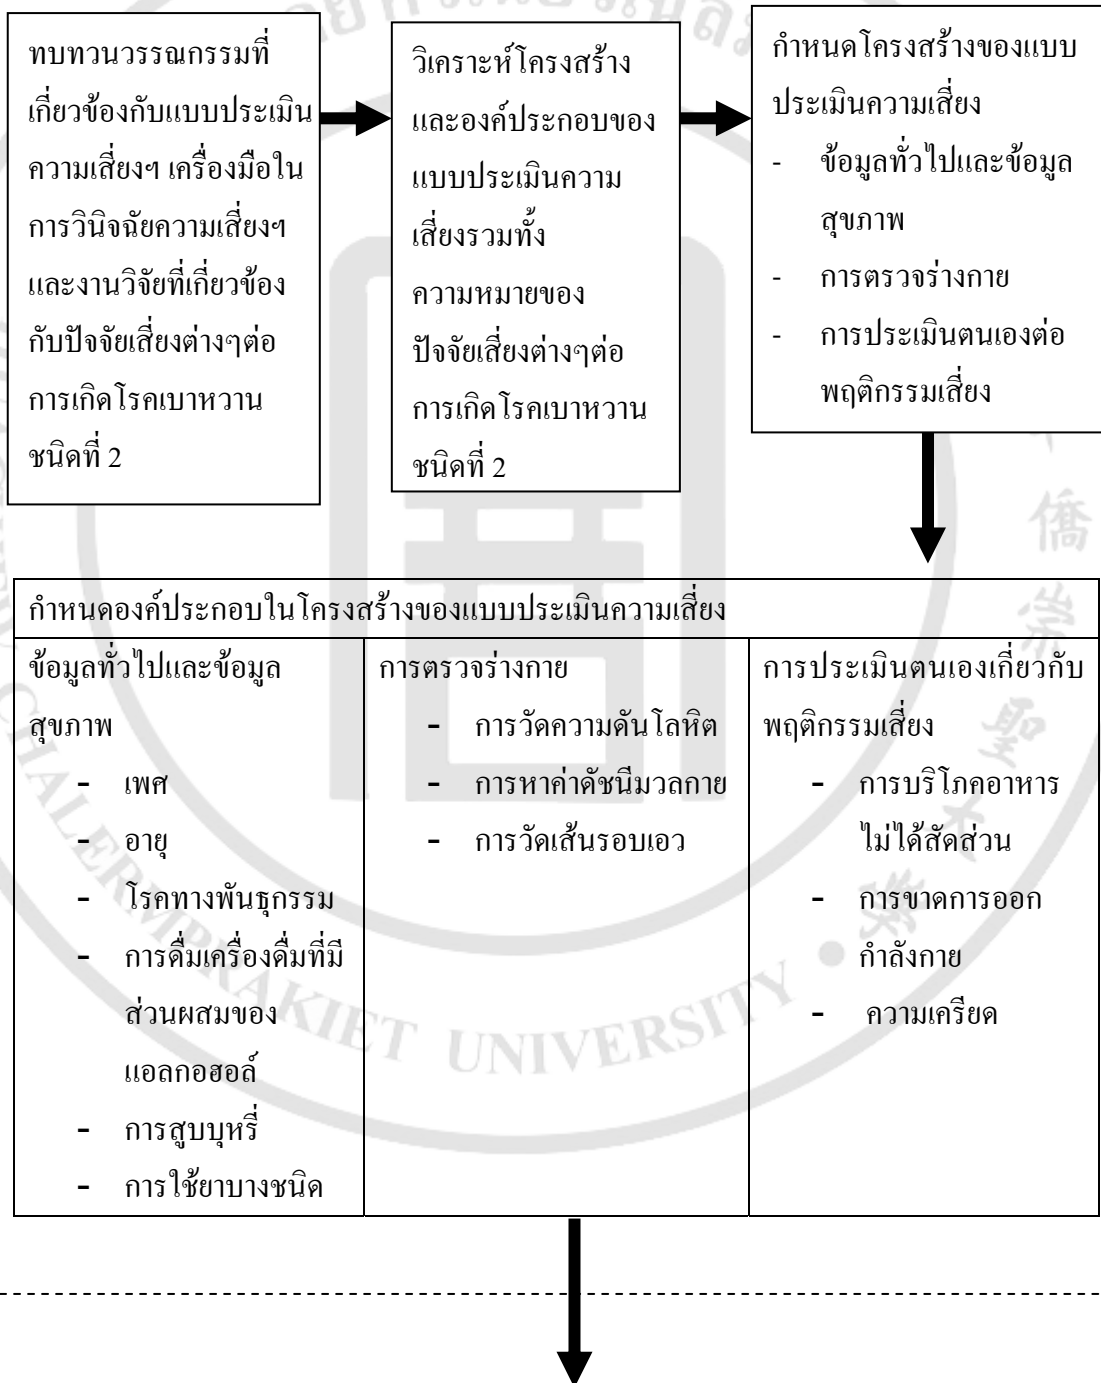 ทบทวนวรรณกรรมที่
เกี่ยวข้องกับแบบประเมิน
ความเสี่ยงฯ เครื่องมือใน
การวินิจฉัยความเสี่ยงฯ
และงานวิจัยที่เกี่ยวข้อง
กับปัจจัยเสี่ยงต่างๆต่อ
การเกิดโรคเบาหวาน
ชนิดที่ 2
วิเคราะห์โครงสร้าง
และองค์ประกอบของ
แบบประเมินความ
เสี่ยงรวมทั้ง
ความหมายของ
ปัจจัยเสี่ยงต่างๆต่อ
การเกิดโรคเบาหวาน
ชนิดที่ 2
กำหนดโครงสร้างของแบบ
ประเมินความเสี่ยง
- ข้อมูลทั่วไปและข้อมูล
สุขภาพ
- การตรวจร่างกาย
- การประเมินตนเองต่อ
พฤติกรรมเสี่ยง
กำหนดองค์ประกอบในโครงสร้างของแบบประเมินความเสี่ยง
ข้อมูลทั่วไปและข้อมูล
สุขภาพ
- เพศ
- อายุ
- โรคทางพันธุกรรม
- การดื่มเครื่องดื่มที่มี
ส่วนผสมของ
แอลกอฮอล์
- การสูบบุหรี่
- การใช้ยาบางชนิด
การตรวจร่างกาย
- การวัดความดันโลหิต
- การหาค่าดัชนีมวลกาย
- การวัดเส้นรอบเอว
การประเมินตนเองเกี่ยวกับ
พฤติกรรมเสี่ยง
- การบริโภคอาหาร
ไม่ได้สัดส่วน
- การขาดการออก
กำลังกาย
- ความเครียด
CHALERMPRAKIET UNIVERSITY
僑
崇
聖
大